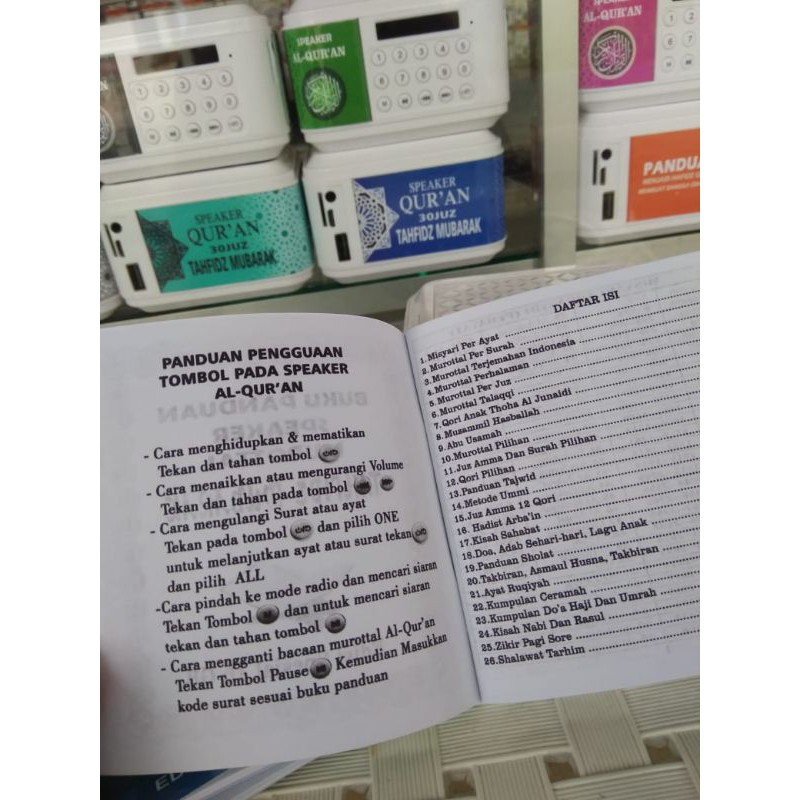 SPEAKER
AL-QUR'AN
SPEAKER
QUR'AN
30JUZ
TAHFIDZ MUBARAK
SPEAKER
QUR'AN
30JUZ
TAHFIDZ MUBARAK
AL-QUR'AN
PANDUA
PANDUAN PENGGUAAN
TOMBOL PADA SPEAKER
AL-QUR'AN
- Cara menghidupkan & mematikan
Tekan dan tahan tombol
- Cara menaikkan atau mengurangi Volume
Tekan dan tahan pada tombol
- Cara mengulangi Surat atau ayat
Tekan pada tombol dan pilih ONE
untuk melanjutkan ayat atau surat tekan
dan pilih ALL
-Cara pindah ke mode radio dan mencari siaran
Tekan Tombol dan untuk mencari siaran
tekan dan tahan tombol
- Cara mengganti bacaan murottal Al-Qur'an
Tekan Tombol Pause Kemudian Masukkan
kode surat sesuai buku panduan
DAFTAR ISI
1. Misyari Per Ayat
2. Murottal Per Surah
3. Murottal Terjemahan Indonesia
4. Murottal Perhalaman
5. Murottal Per Juz
6. Murottal Talaqqi
7. Qori Anak Thoha Al Junaidi
8. Muzammil Hasballah
9. Abu Usamah
10. Murottal Pilihan
11. Juz Amma Dan Surah Pilihan
12. Qori Pilihan
13. Panduan Tajwid
14. Metode Ummi
15. Juz Amma 12 Qori
16. Hadist Arba'in
17. Kisah Sahabat
18. Doa, Adab Sehari-hari, Lagu Anak
19. Panduan Sholat
20. Takbiran, Asmaul Husna, Takbiran
21. Ayat Ruqiyah
22. Kumpulan Ceramah
23. Kumpulan Do'a Haji Dan Umrah
24. Kisah Nabi Dan Rasul
25. Zikir Pagi Sore
26. Shalawat Tarhim